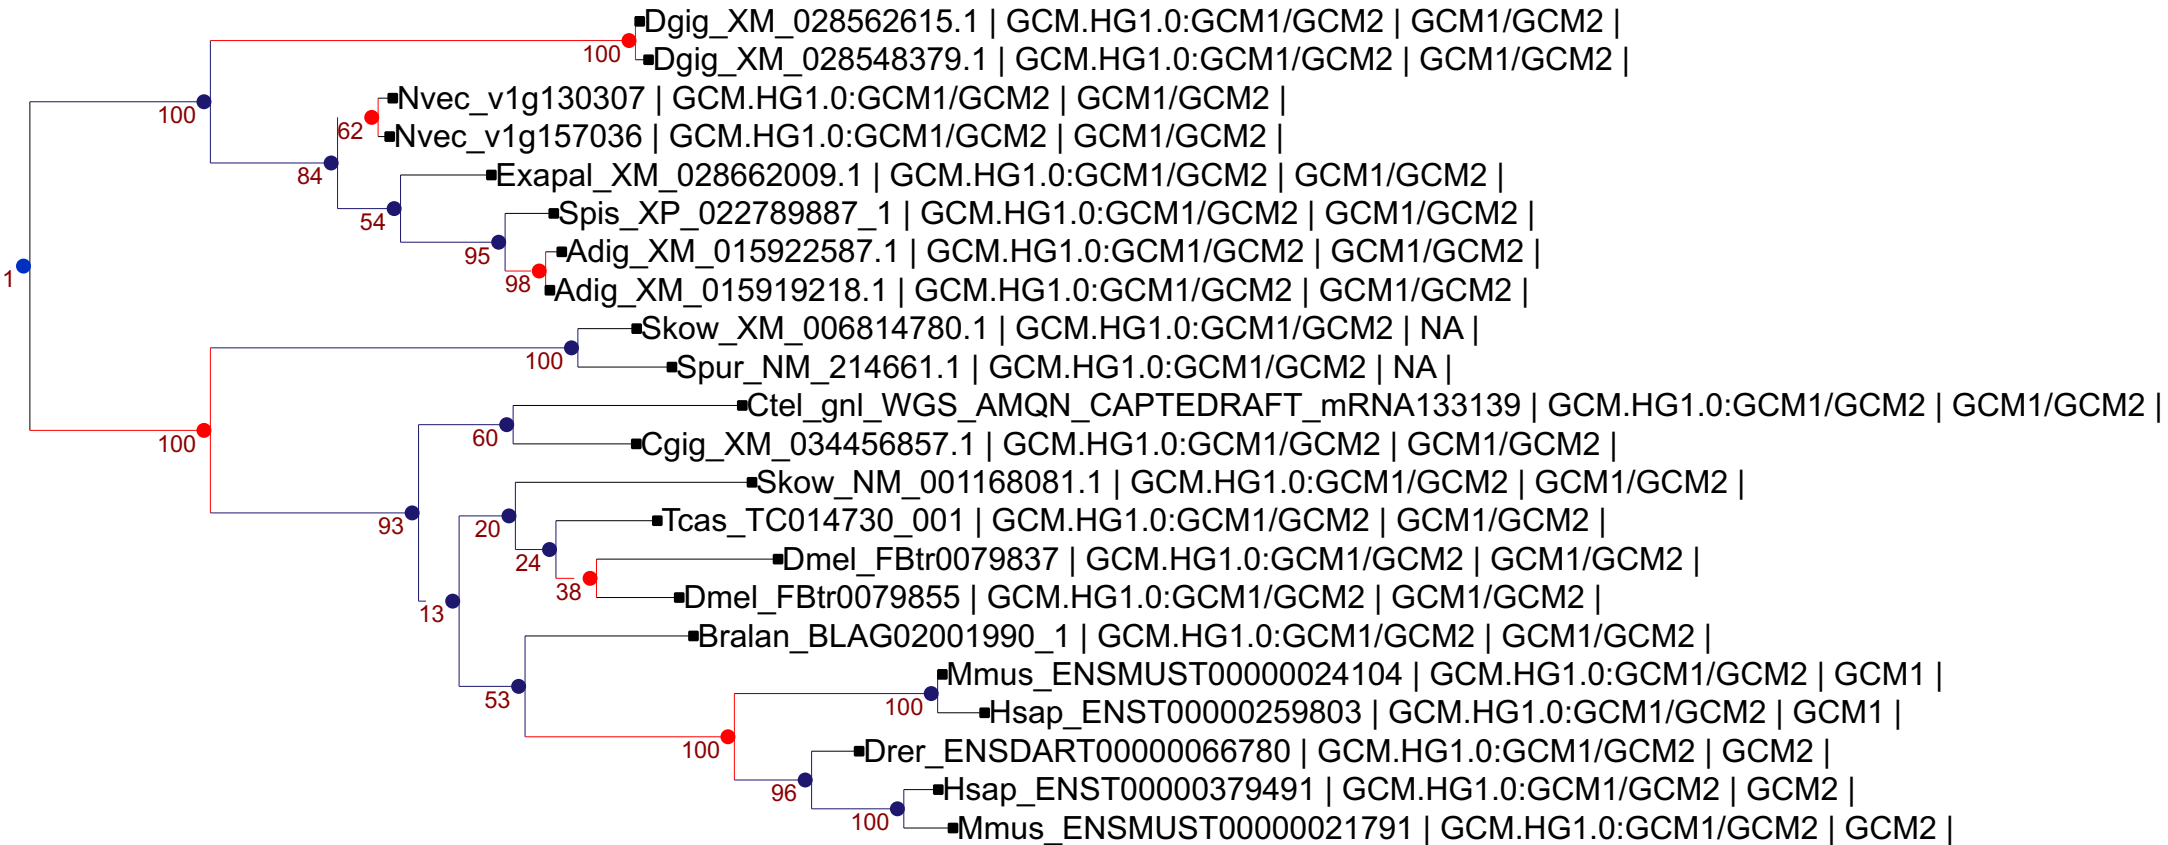 Dgig_XM_028562615.1 | GCM.HG1.0:GCM1/GCM2 | GCM1/GCM2 |
100
Dgig_XM_028548379.1 | GCM.HG1.0:GCM1/GCM2 | GCM1/GCM2 |
Nvec_v1g130307 | GCM.HG1.0:GCM1/GCM2 | GCM1/GCM2 |
100
62
Nvec_v1g157036 | GCM.HG1.0:GCM1/GCM2 | GCM1/GCM2 |
84
Exapal_XM_028662009.1 | GCM.HG1.0:GCM1/GCM2 | GCM1/GCM2 |
54
Spis_XP_022789887_1 | GCM.HG1.0:GCM1/GCM2 | GCM1/GCM2 |
95
Adig_XM_015922587.1 | GCM.HG1.0:GCM1/GCM2 | GCM1/GCM2 |
1
98
Adig_XM_015919218.1 | GCM.HG1.0:GCM1/GCM2 | GCM1/GCM2 |
Skow_XM_006814780.1 | GCM.HG1.0:GCM1/GCM2 | NA |
100
Spur_NM_214661.1 | GCM.HG1.0:GCM1/GCM2 | NA |
Ctel_gnl_WGS_AMQN_CAPTEDRAFT_mRNA133139 | GCM.HG1.0:GCM1/GCM2 | GCM1/GCM2 |
100
60
Cgig_XM_034456857.1 | GCM.HG1.0:GCM1/GCM2 | GCM1/GCM2 |
Skow_NM_001168081.1 | GCM.HG1.0:GCM1/GCM2 | GCM1/GCM2 |
93
20
Tcas_TC014730_001 | GCM.HG1.0:GCM1/GCM2 | GCM1/GCM2 |
24
Dmel_FBtr0079837 | GCM.HG1.0:GCM1/GCM2 | GCM1/GCM2 |
38
Dmel_FBtr0079855 | GCM.HG1.0:GCM1/GCM2 | GCM1/GCM2 |
13
Bralan_BLAG02001990_1 | GCM.HG1.0:GCM1/GCM2 | GCM1/GCM2 |
Mmus_ENSMUST00000024104 | GCM.HG1.0:GCM1/GCM2 | GCM1 |
53
100
Hsap_ENST00000259803 | GCM.HG1.0:GCM1/GCM2 | GCM1 |
100
Drer_ENSDART00000066780 | GCM.HG1.0:GCM1/GCM2 | GCM2 |
96
Hsap_ENST00000379491 | GCM.HG1.0:GCM1/GCM2 | GCM2 |
100
Mmus_ENSMUST00000021791 | GCM.HG1.0:GCM1/GCM2 | GCM2 |